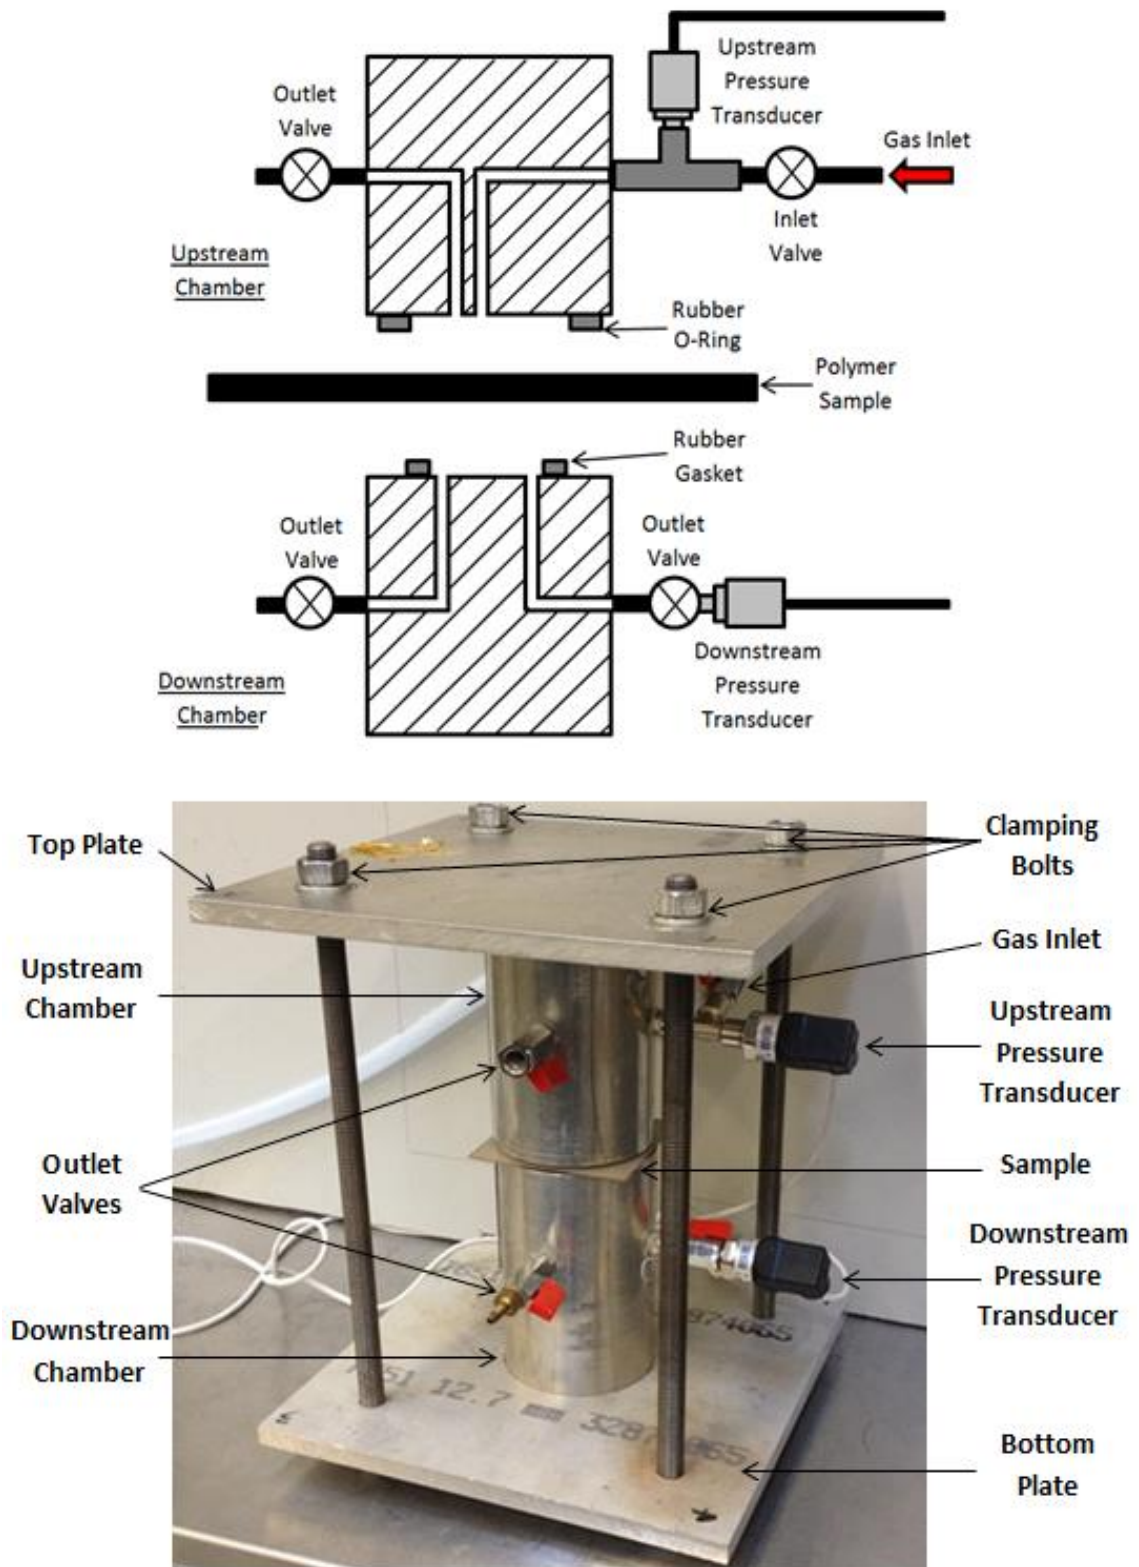 Upstream
Pressure
Transducer
Outlet
Valve
Gas Inlet
Inlet
Valve
Upstream
Chamber
Rubber
O-Ring
Polymer
Sample
Rubber
Gasket
Outlet
Valve
Outlet
Valve
Downstream
Pressure
Transducer
Downstream
Chamber
Top Plate
Clamping
Bolts
Gas Inlet
Upstream
Chamber
Upstream
Pressure
Transducer
Outlet
Valves
Sample
Downstream
Pressure
Transducer
Downstream
Chamber
12.7
Bottom
Plate